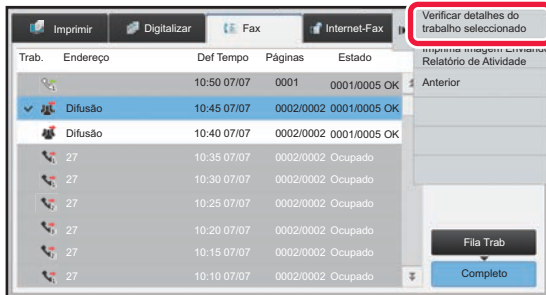 Imprimir Digitalizar Fax Internet-Fax
Verificar detalhes do
trabalho seleccionado
Imprima Imagem Enviando
Relatório de Atividade
Anterior
Trab. Endereço Def Tempo Páginas Estado
10:50 07/07 0001 0001/0005 OK
Difusão 10:45 07/07 0002/0002 0001/0005 OK
Difusão 10:40 07/07 0002/0002 0001/0005 OK
27 10:35 07/07 0002/0002 Ocupado
27 10:30 07/07 0002/0002 Ocupado
27 10:25 07/07 0002/0002 Ocupado
27 10:20 07/07 0002/0002 Ocupado
27 10:15 07/07 0002/0002 Ocupado
27 10:10 07/07 0002/0002 Ocupado
Fila Trab
Completo